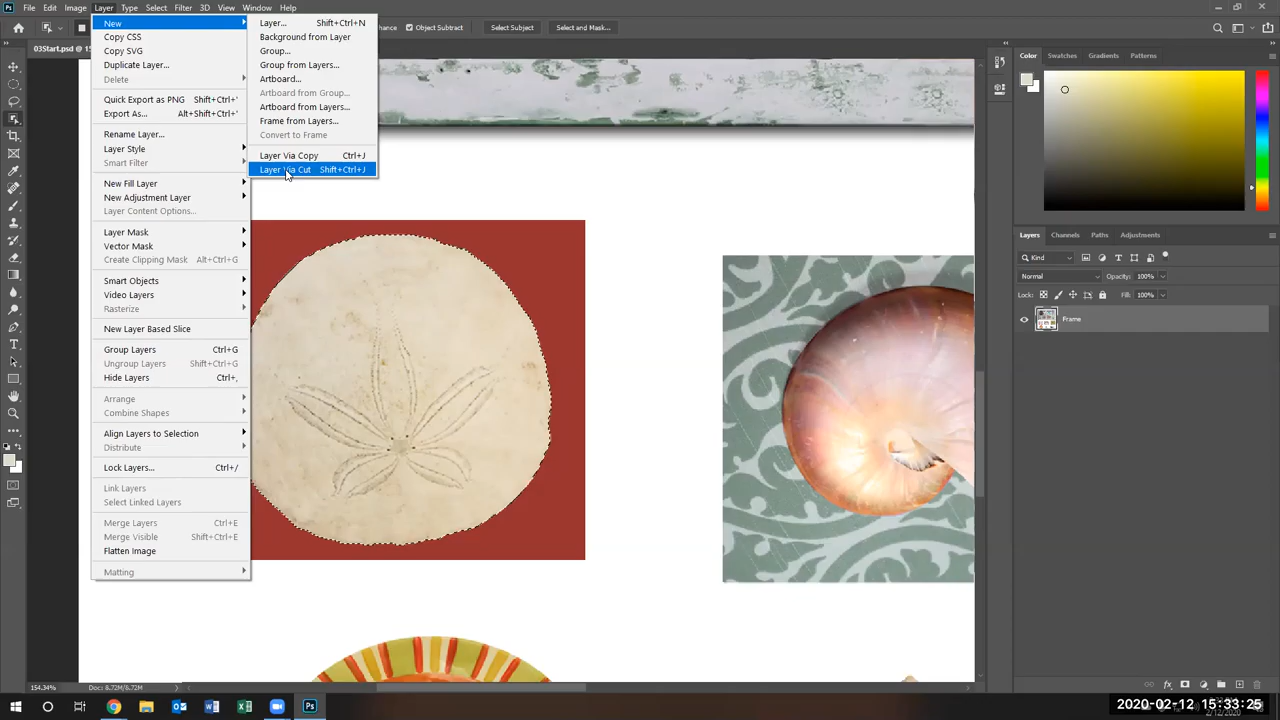 Ps File Edit Image Layer Type Select Filter 3D View Window Help
Object Subtract Select Subject Select and Mask...
03Start.psd @ 15
New
Copy CSS
Copy SVG
Duplicate Layer...
Delete
Quick Export as PNG Shift+Ctrl+'
Export As... Alt+Shift+Ctrl+'
Rename Layer...
Layer Style
Smart Filter
New Fill Layer
New Adjustment Layer
Layer Content Options...
Layer Mask
Vector Mask
Create Clipping Mask Alt+Ctrl+G
Smart Objects
Video Layers
Rasterize
New Layer Based Slice
Group Layers Ctrl+G
Ungroup Layers Shift+Ctrl+G
Hide Layers Ctrl+,
Arrange
Combine Shapes
Align Layers to Selection
Distribute
Lock Layers... Ctrl+/
Link Layers
Select Linked Layers
Merge Layers Ctrl+E
Merge Visible Shift+Ctrl+E
Flatten Image
Matting
Layer... Shift+Ctrl+N
Background from Layer
Group...
Group from Layers...
Artboard...
Artboard from Group...
Artboard from Layers...
Frame from Layers...
Convert to Frame
Layer Via Copy Ctrl+J
Layer Via Cut Shift+Ctrl+J
Color Swatches Gradients Patterns
Layers Channels Paths Adjustments
Kind
Normal Opacity: 100%
Lock: Fill: 100%
Frame
154.34% Doc: 8.72M/8.72M
Ps
2020-02-12 15:33:25